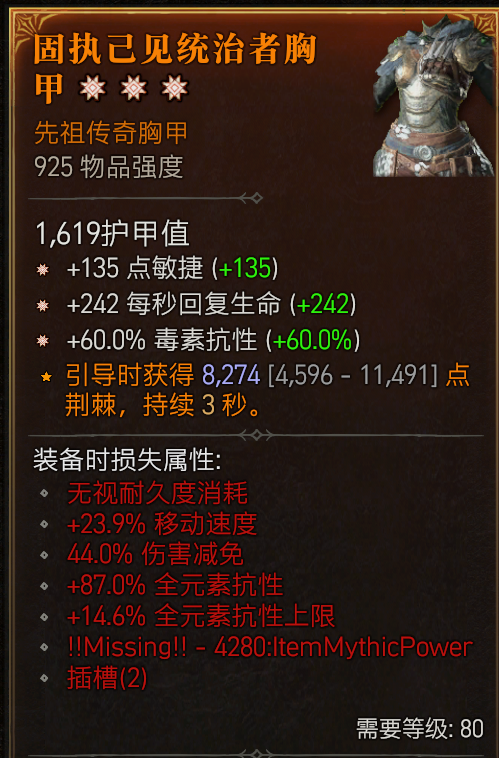 固执己见统治者胸
甲
先祖传奇胸甲
925 物品强度
1,619护甲值
+135 点敏捷 (+135)
+242 每秒回复生命 (+242)
+60.0% 毒素抗性 (+60.0%)
引导时获得 8,274 [4,596 - 11,491] 点
荆棘，持续 3 秒。
装备时损失属性:
无视耐久度消耗
+23.9% 移动速度
44.0% 伤害减免
+87.0% 全元素抗性
+14.6% 全元素抗性上限
!!Missing!! - 4280:ItemMythicPower
插槽(2)
需要等级: 80